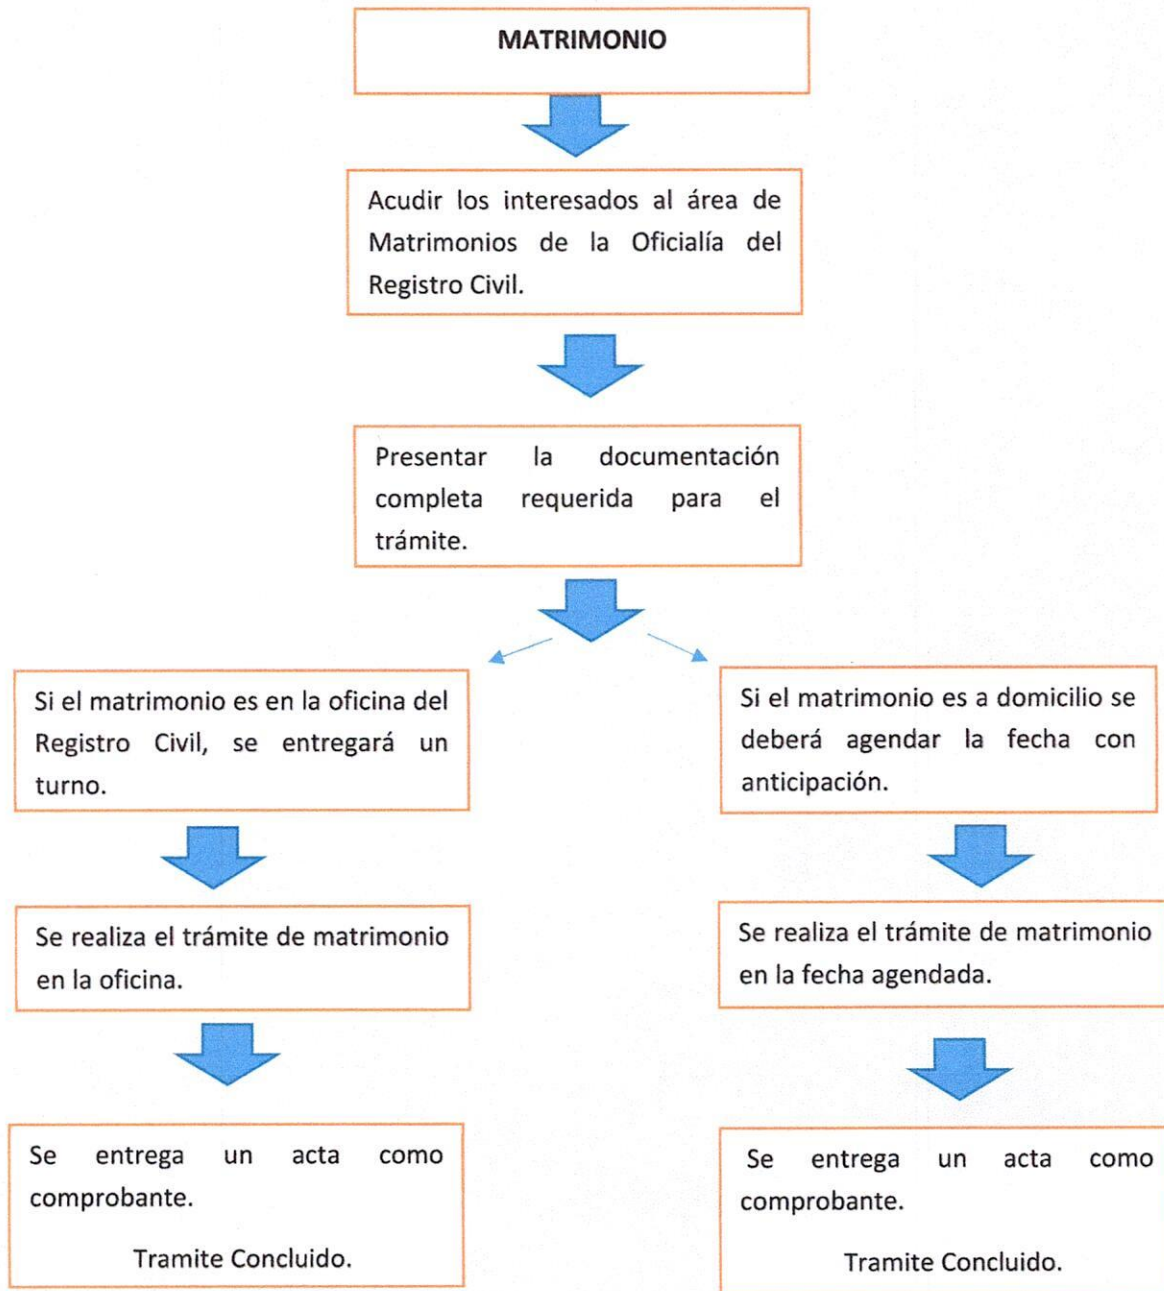 MATRIMONIO
Acudir los interesados al área de
Matrimonios de la Oficialía del
Registro Civil.
Presentar la documentación
completa requerida para el
trámite.
Si el matrimonio es en la oficina del
Registro Civil, se entregará un
turno.
Si el matrimonio es a domicilio se
deberá agendar la fecha con
anticipación.
Se realiza el trámite de matrimonio
en la oficina.
Se realiza el trámite de matrimonio
en la fecha agendada.
Se entrega un acta como
comprobante.
Tramite Concluido.
Se entrega un acta como
comprobante.
Tramite Concluido.